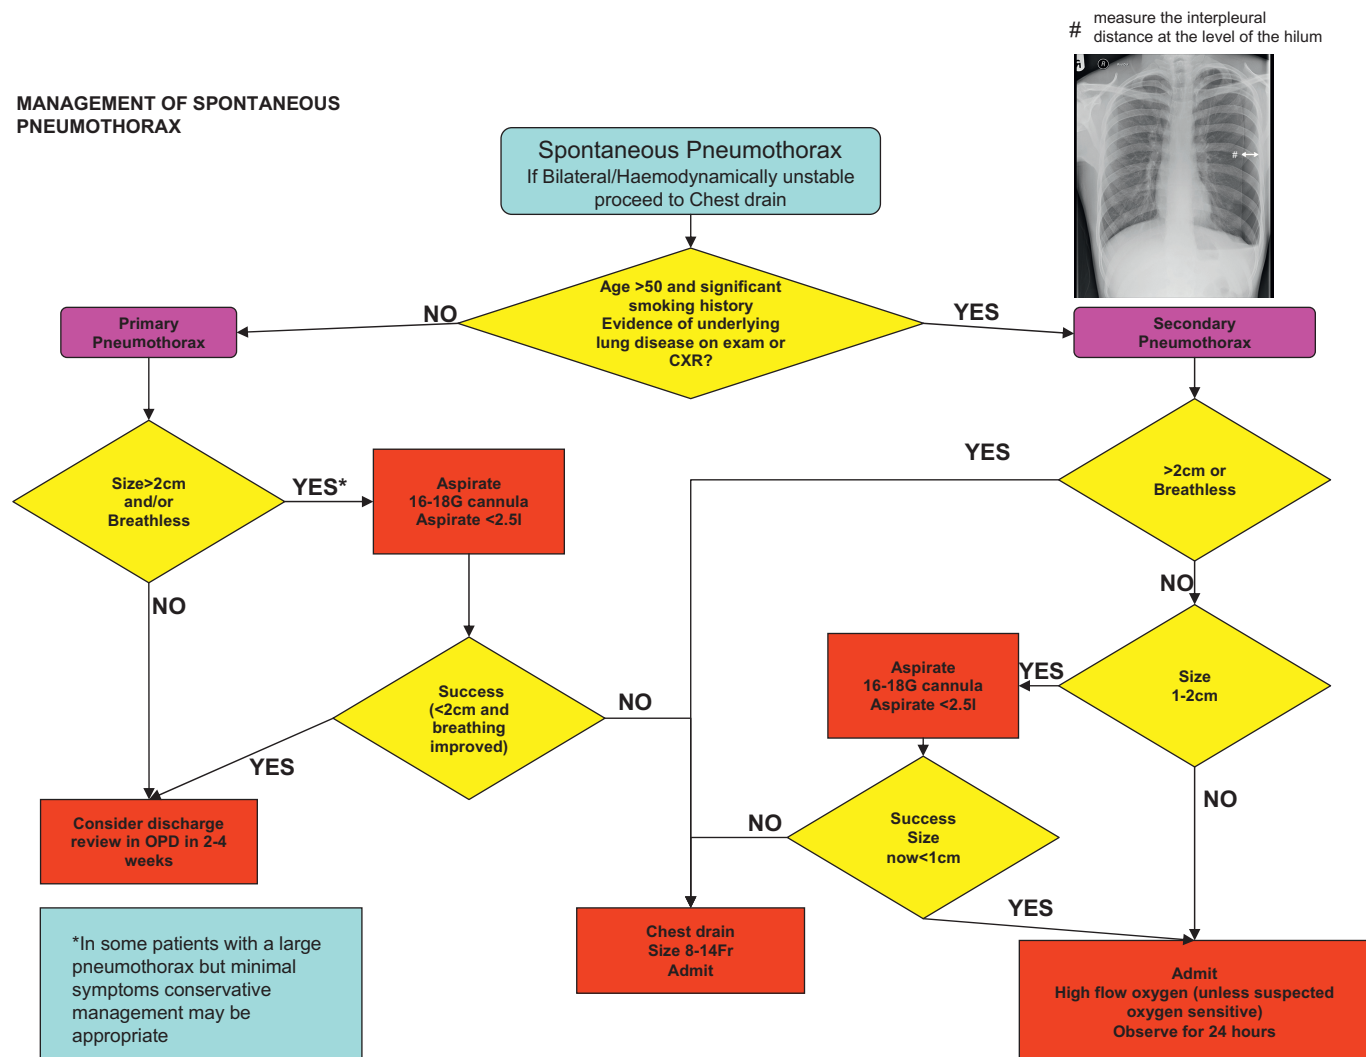 # measure the interpleural
distance at the level of the hilum
MANAGEMENT OF SPONTANEOUS
PNEUMOTHORAX
Spontaneous Pneumothorax
If Bilateral/Haemodynamically unstable
proceed to Chest drain
R
#
Age >50 and significant
smoking history
Evidence of underlying
lung disease on exam or
CXR?
NO
YES
Primary
Pneumothorax
Secondary
Pneumothorax
Size>2cm
and/or
Breathless
YES*
Aspirate
16-18G cannula
Aspirate <2.5l
YES
>2cm or
Breathless
NO
NO
Success
(<2cm and
breathing
improved)
NO
YES
Aspirate
16-18G cannula
Aspirate <2.5l
YES
Size
1-2cm
NO
Consider discharge
review in OPD in 2-4
weeks
NO
Success
Size
now<1cm
YES
*In some patients with a large
pneumothorax but minimal
symptoms conservative
management may be
appropriate
Chest drain
Size 8-14Fr
Admit
Admit
High flow oxygen (unless suspected
oxygen sensitive)
Observe for 24 hours